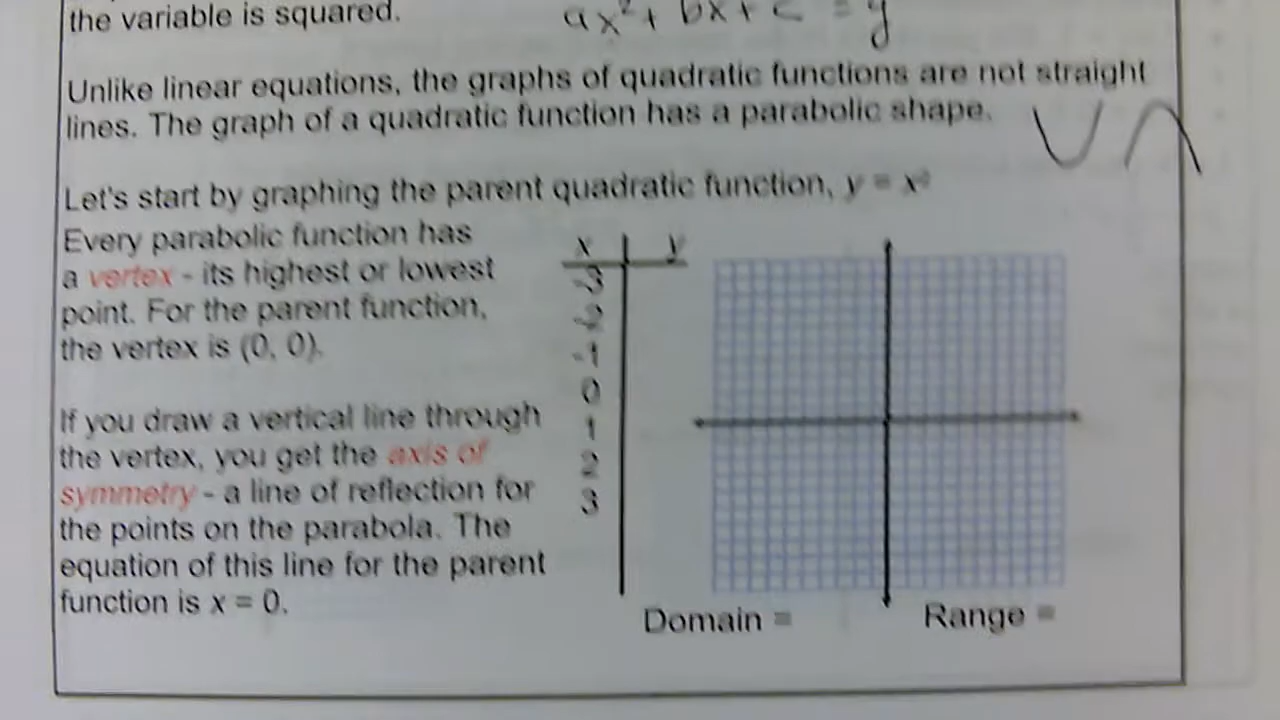 the variable is squared.
ax² + bx + c = y
Unlike linear equations, the graphs of quadratic functions are not straight
lines. The graph of a quadratic function has a parabolic shape.
Let's start by graphing the parent quadratic function, y = x²
Every parabolic function has
a vertex - its highest or lowest
point. For the parent function,
the vertex is (0, 0).
If you draw a vertical line through
the vertex, you get the axis of
symmetry - a line of reflection for
the points on the parabola. The
equation of this line for the parent
function is x = 0.
x y
-3
-2
-1
0
1
2
3
Domain = Range =